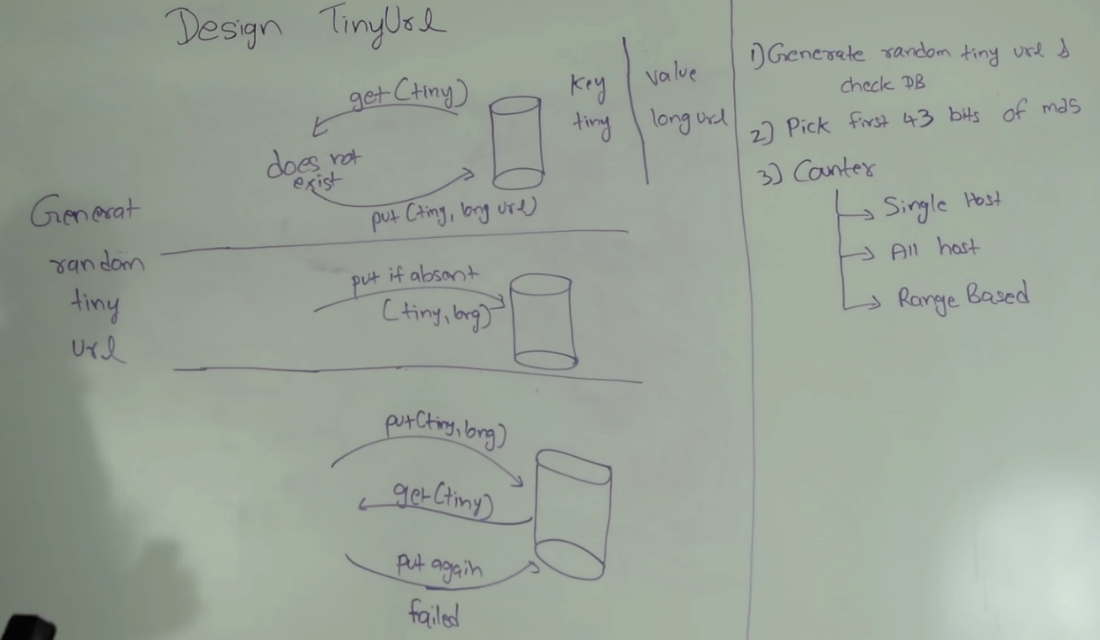 Design TinyUrl
get (tiny)
does not
exist
put (tiny, long url)
key | value
tiny | long url
Generat
random
tiny
url
put if absant
(tiny, long)
put (tiny, long)
get (tiny)
put again
failed
1) Generate random tiny url &
check DB
2) Pick first 43 bits of md5
3) Counter
Single Host
All host
Range Based